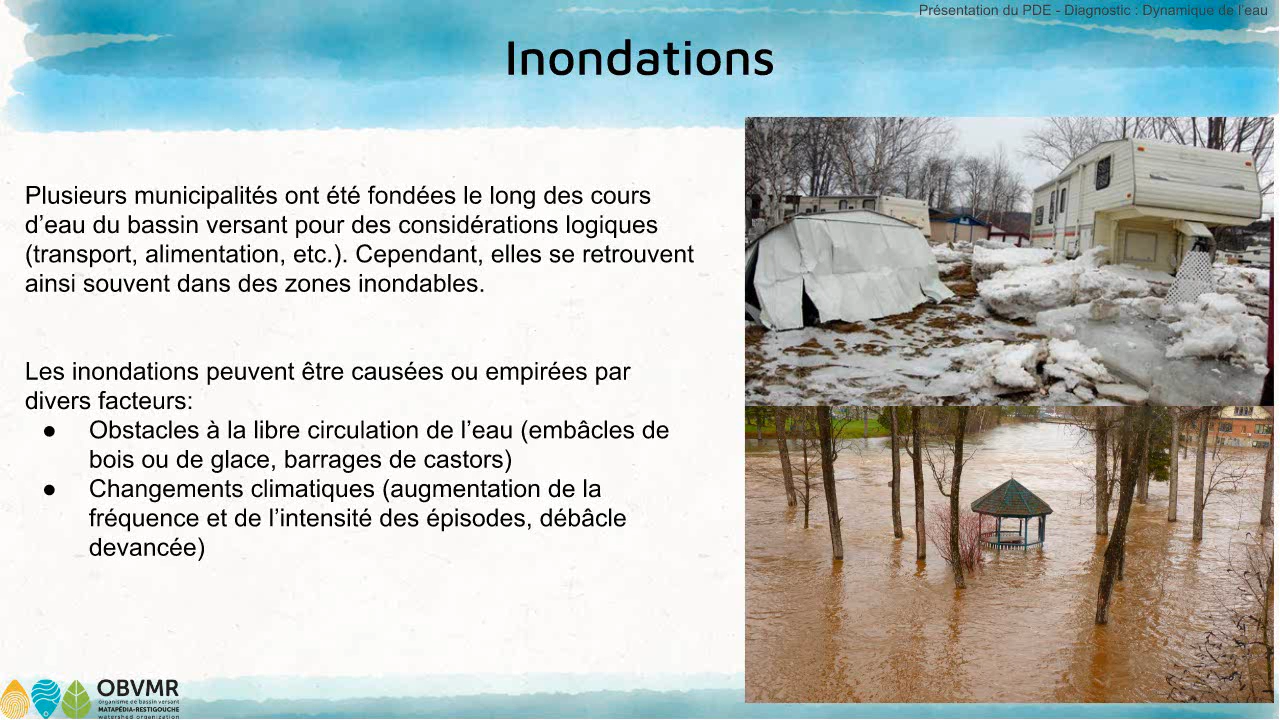 Présentation du PDE - Diagnostic : Dynamique de l'eau
Inondations
Plusieurs municipalités ont été fondées le long des cours
d’eau du bassin versant pour des considérations logiques
(transport, alimentation, etc.). Cependant, elles se retrouvent
ainsi souvent dans des zones inondables.
Les inondations peuvent être causées ou empirées par
divers facteurs:
● Obstacles à la libre circulation de l’eau (embâcles de
bois ou de glace, barrages de castors)
● Changements climatiques (augmentation de la
fréquence et de l’intensité des épisodes, débâcle
devancée)
OBVMR
organisme de bassin versant
MATAPÉDIA-RESTIGOUCHE
watershed organization